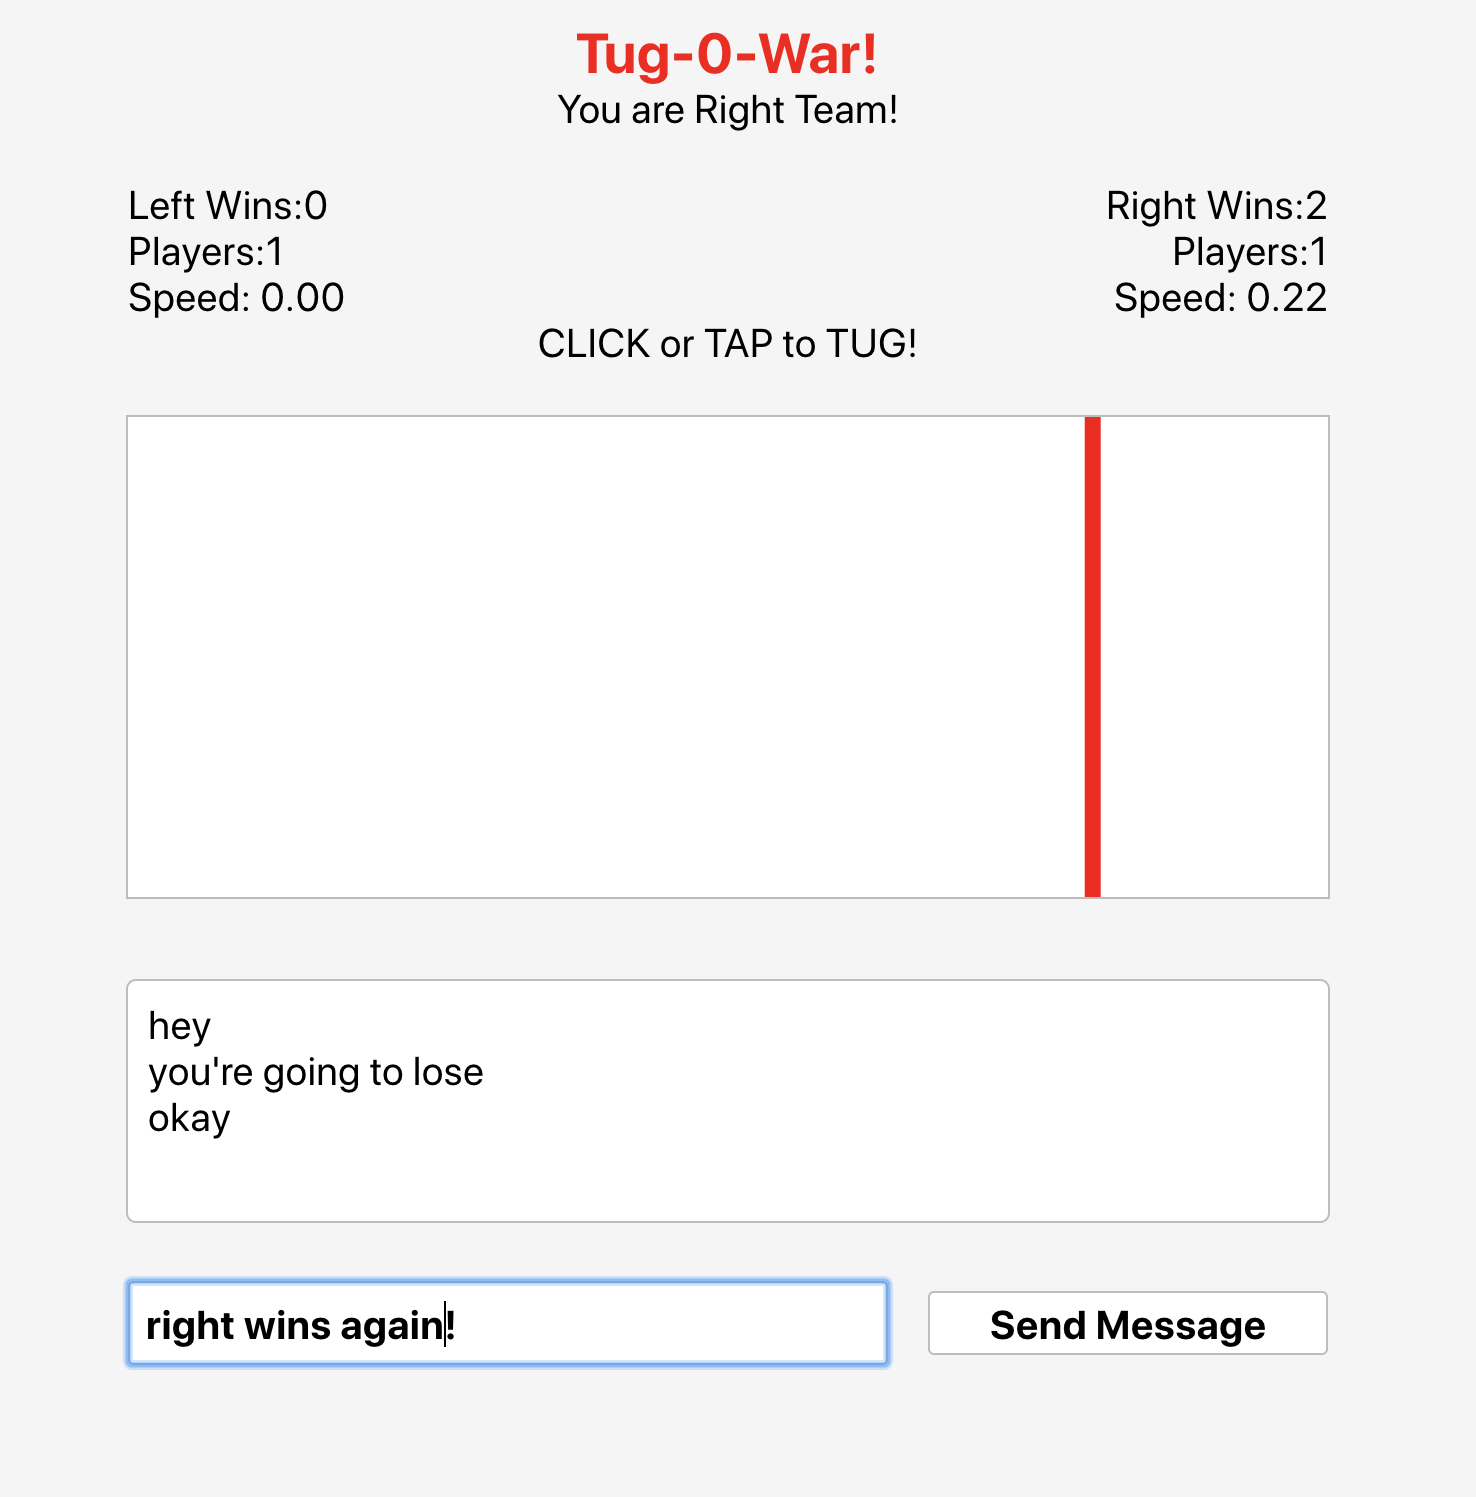 Tug-0-War!
You are Right Team!
Left Wins:0
Right Wins:2
Players:1
Players:1
Speed: 0.00
Speed: 0.22
CLICK or TAP to TUG!
hey
you're going to lose
okay
right wins again!
Send Message